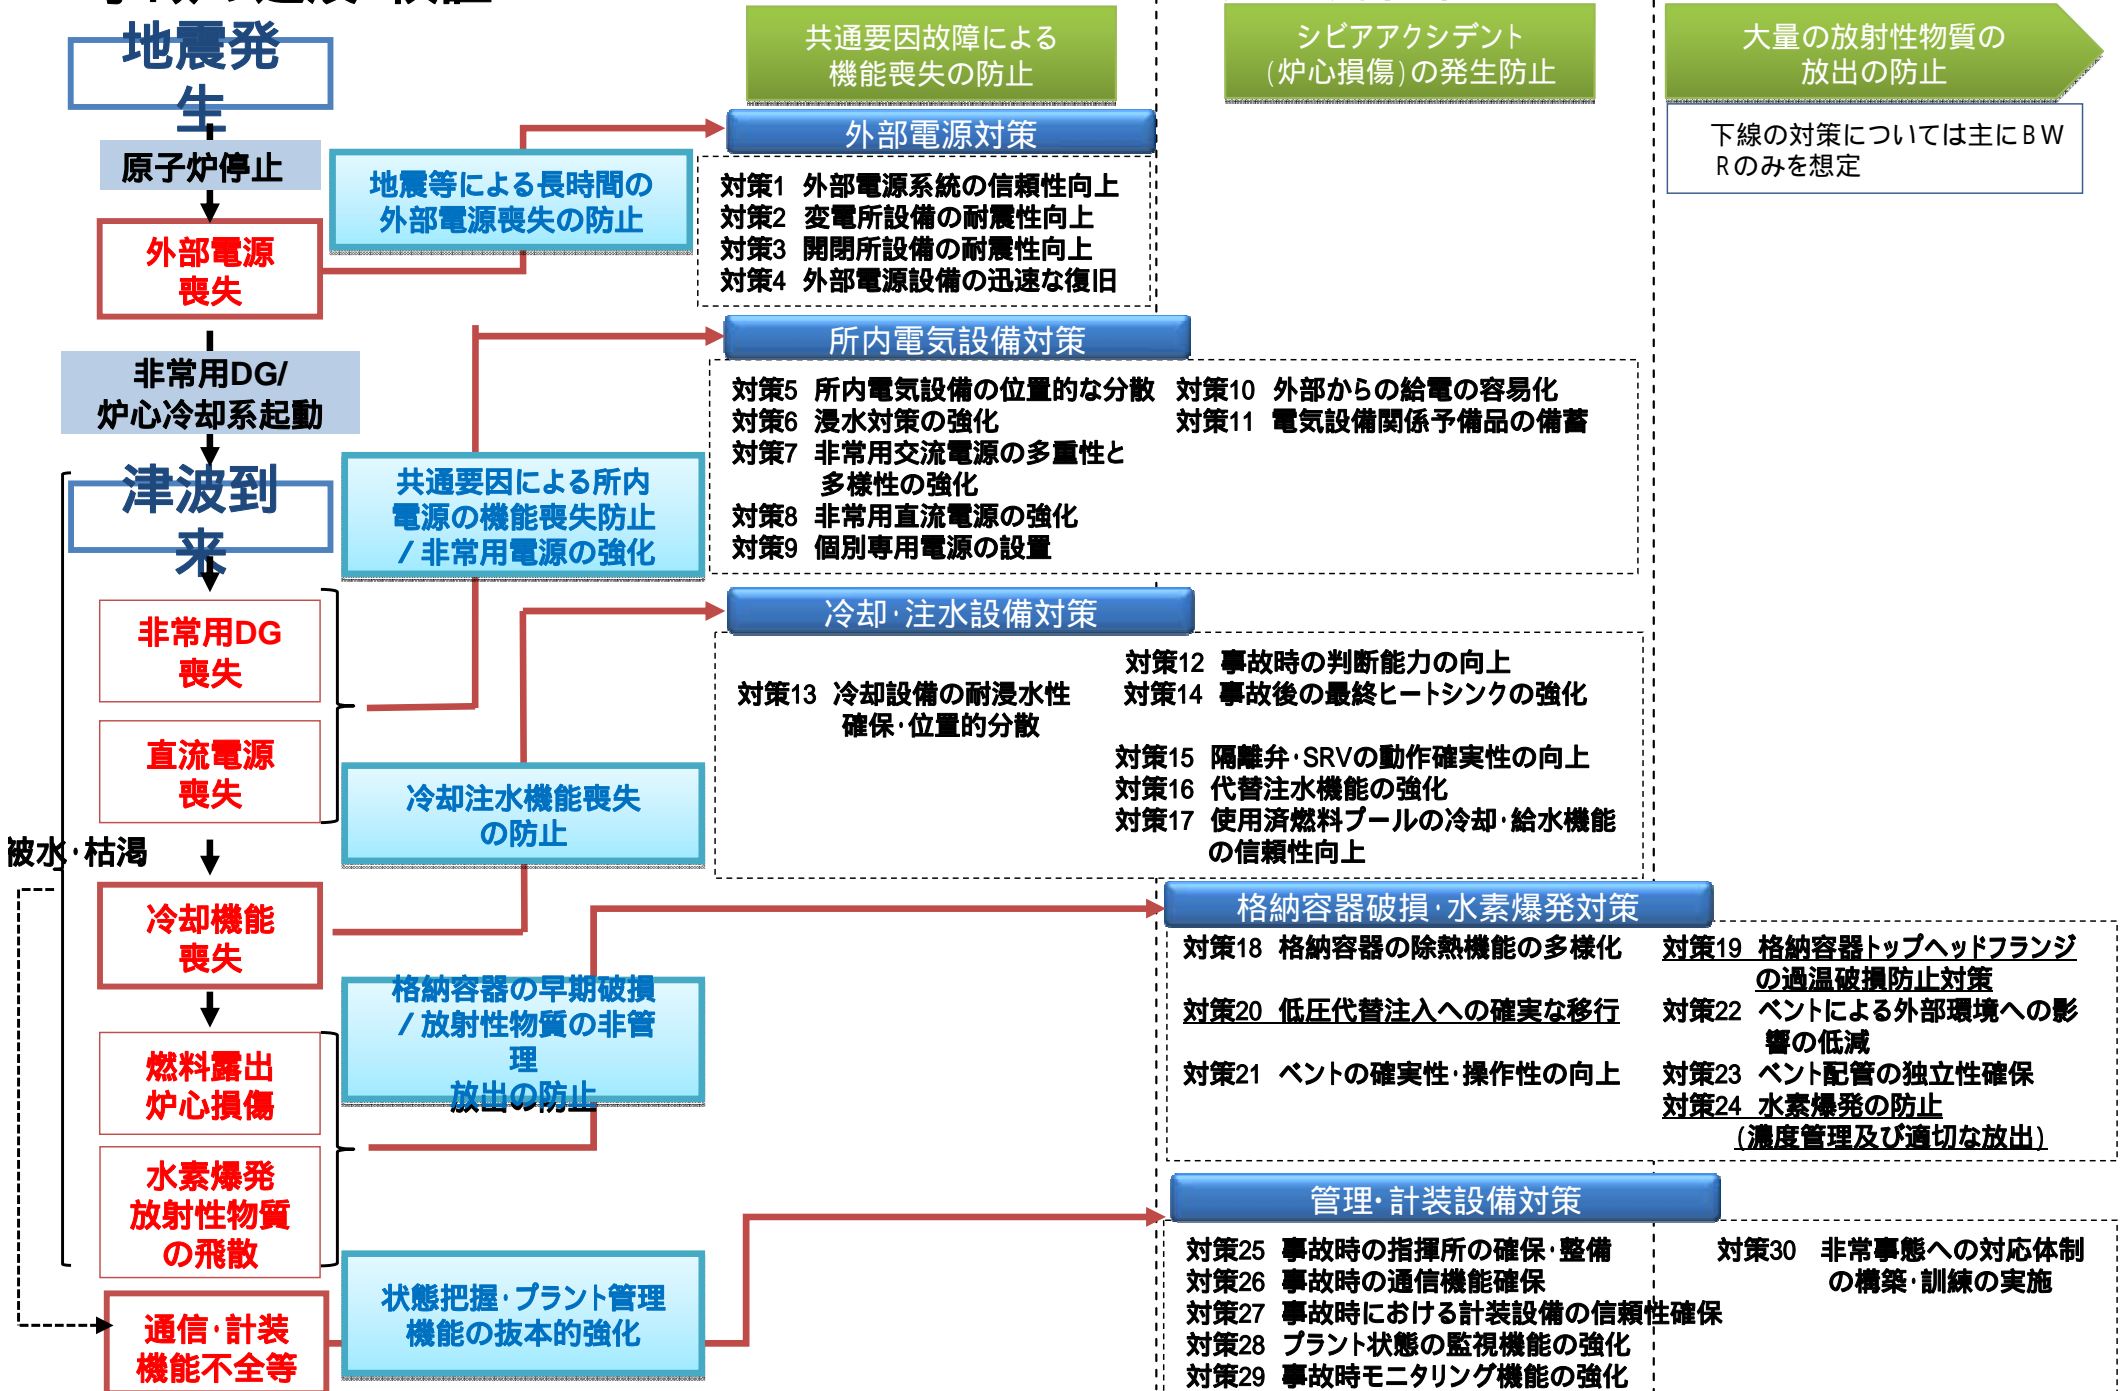 地震発
生
原子炉停止
外部電源
喪失
非常用DG/
炉心冷却系起動
津波到
来
非常用DG
喪失
直流電源
喪失
被水・枯渇
冷却機能
喪失
燃料露出
炉心損傷
水素爆発
放射性物質
の飛散
通信・計装
機能不全等
地震等による長時間の
外部電源喪失の防止
共通要因による所内
電源の機能喪失防止
/非常用電源の強化
冷却注水機能喪失
の防止
格納容器の早期破損
/放射性物質の非管
理
放出の防止
状態把握・プラント管理
機能の抜本的強化
共通要因故障による
機能喪失の防止
シビアアクシデント
(炉心損傷)の発生防止
大量の放射性物質の
放出の防止
下線の対策については主にBW
Rのみを想定
外部電源対策
対策1 外部電源系統の信頼性向上
対策2 変電所設備の耐震性向上
対策3 開閉所設備の耐震性向上
対策4 外部電源設備の迅速な復旧
所内電気設備対策
対策5 所内電気設備の位置的な分散
対策6 浸水対策の強化
対策7 非常用交流電源の多重性と
多様性の強化
対策8 非常用直流電源の強化
対策9 個別専用電源の設置
対策10 外部からの給電の容易化
対策11 電気設備関係予備品の備蓄
冷却・注水設備対策
対策12 事故時の判断能力の向上
対策13 冷却設備の耐浸水性
確保・位置的分散
対策14 事故後の最終ヒートシンクの強化
対策15 隔離弁・SRVの動作確実性の向上
対策16 代替注水機能の強化
対策17 使用済燃料プールの冷却・給水機能
の信頼性向上
格納容器破損・水素爆発対策
対策18 格納容器の除熱機能の多様化
対策19 格納容器トップヘッドフランジ
の過温破損防止対策
対策20 低圧代替注入への確実な移行
対策22 ベントによる外部環境への影
響の低減
対策21 ベントの確実性・操作性の向上
対策23 ベント配管の独立性確保
対策24 水素爆発の防止
(濃度管理及び適切な放出)
管理・計装設備対策
対策25 事故時の指揮所の確保・整備
対策26 事故時の通信機能確保
対策27 事故時における計装設備の信頼性確保
対策28 プラント状態の監視機能の強化
対策29 事故時モニタリング機能の強化
対策30 非常事態への対応体制
の構築・訓練の実施